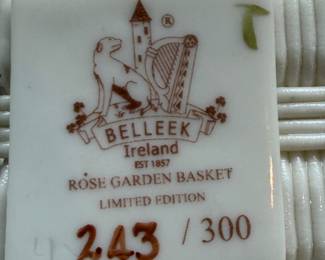 ®
BELLEEK
Ireland
EST 1857
ROSE GARDEN BASKET
LIMITED EDITION
243 / 300